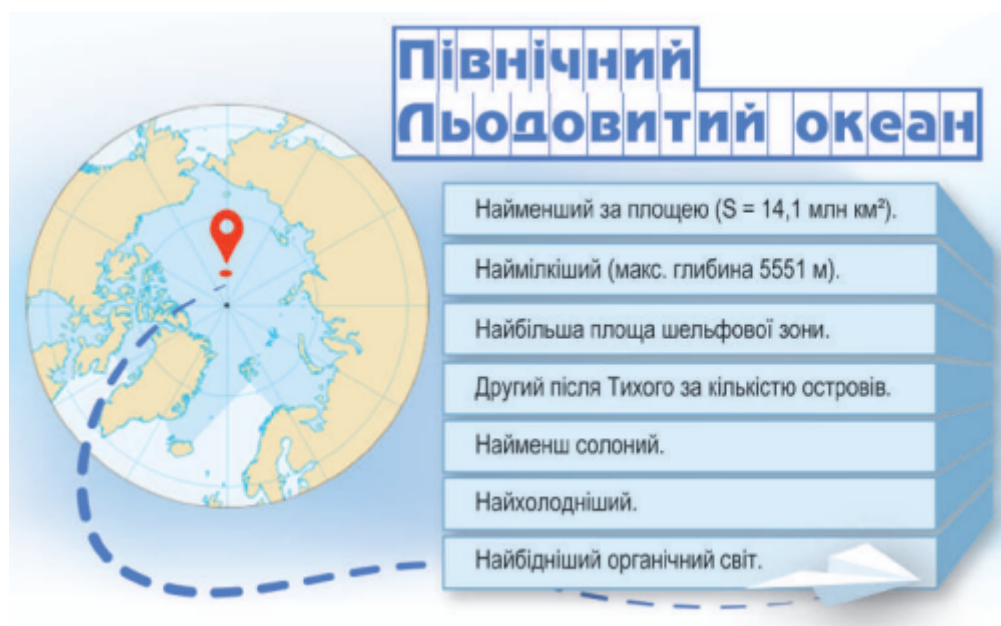 Північний
Льодовитий океан
Найменший за площею (S = 14,1 млн км²).
Наймілкіший (макс. глибина 5551 м).
Найбільша площа шельфової зони.
Другий після Тихого за кількістю островів.
Найменш солоний.
Найхолодніший.
Найбідніший органічний світ.